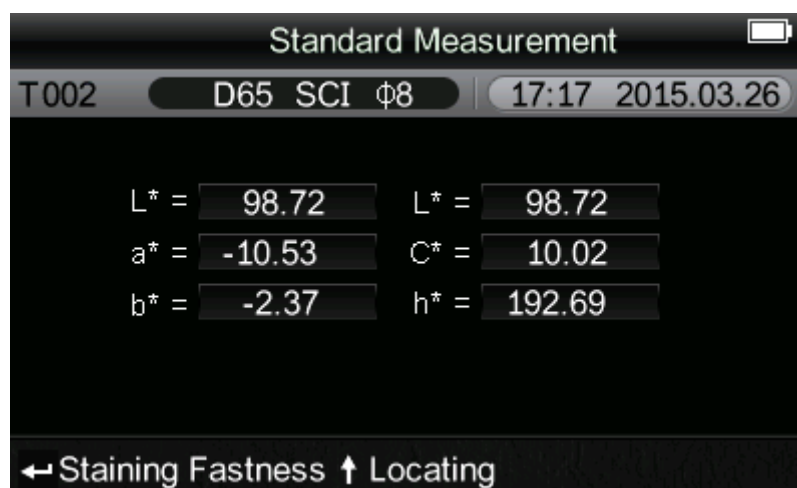 Standard Measurement
T002 D65 SCI Φ8 17:17 2015.03.26
L* = 98.72 L* = 98.72
a* = -10.53 C* = 10.02
b* = -2.37 h* = 192.69
Staining Fastness Locating